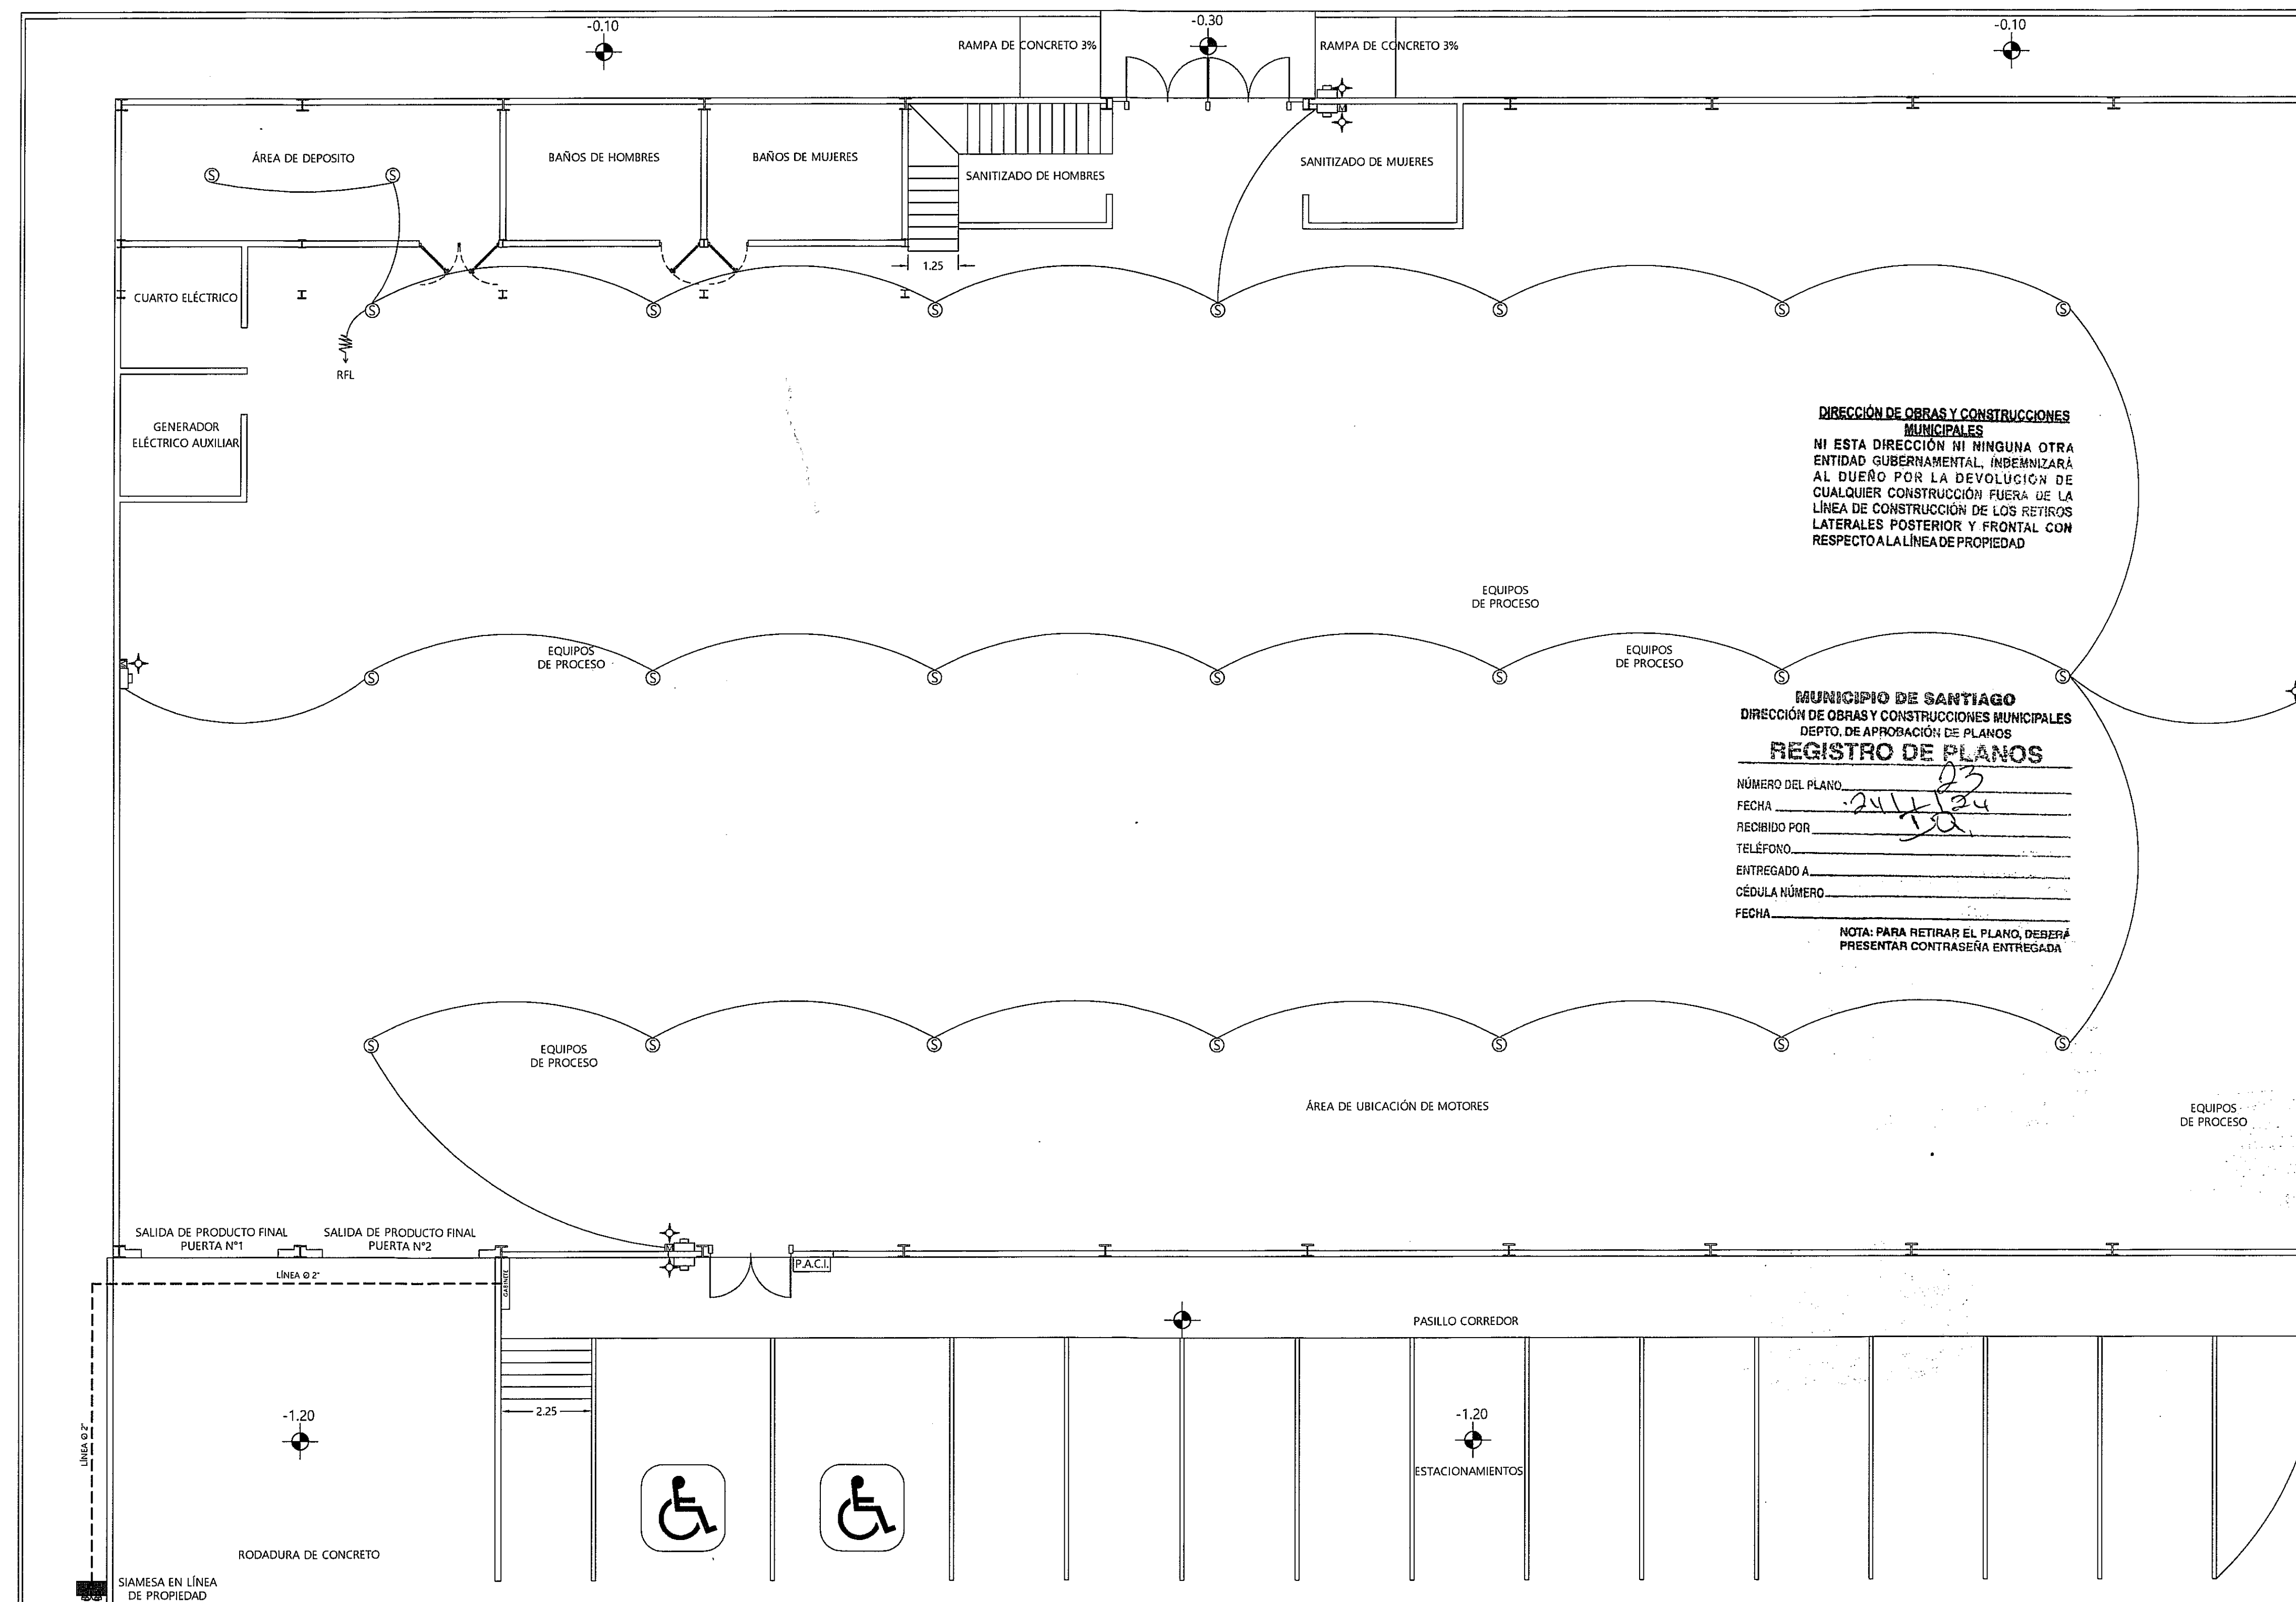 -0.10
-0.30
-0.10
RAMPA DE CONCRETO 3%
RAMPA DE CONCRETO 3%
M
ÁREA DE DEPOSITO
BAÑOS DE HOMBRES
BAÑOS DE MUJERES
SANITIZADO DE HOMBRES
SANITIZADO DE MUJERES
S
S
1.25
CUARTO ELÉCTRICO
S
S
S
S
S
S
S
RFL
GENERADOR
ELÉCTRICO AUXILIAR
DIRECCIÓN DE OBRAS Y CONSTRUCCIONES
MUNICIPALES
NI ESTA DIRECCIÓN NI NINGUNA OTRA
ENTIDAD GUBERNAMENTAL, INDEMNIZARÁ
AL DUEÑO POR LA DEVOLUCIÓN DE
CUALQUIER CONSTRUCCIÓN FUERA DE LA
LÍNEA DE CONSTRUCCIÓN DE LOS RETIROS
LATERALES POSTERIOR Y FRONTAL CON
RESPECTO A LA LÍNEA DE PROPIEDAD
EQUIPOS
DE PROCESO
EQUIPOS
DE PROCESO
EQUIPOS
DE PROCESO
M
S
S
S
S
S
S
S
MUNICIPIO DE SANTIAGO
DIRECCIÓN DE OBRAS Y CONSTRUCCIONES MUNICIPALES
DEPTO. DE APROBACIÓN DE PLANOS
REGISTRO DE PLANOS
NÚMERO DEL PLANO 23
FECHA
RECIBIDO POR
TELÉFONO
ENTREGADO A
CÉDULA NÚMERO
FECHA
NOTA: PARA RETIRAR EL PLANO, DEBERÁ
PRESENTAR CONTRASEÑA ENTREGADA
S
S
S
S
S
S
S
EQUIPOS
DE PROCESO
ÁREA DE UBICACIÓN DE MOTORES
EQUIPOS
DE PROCESO
SALIDA DE PRODUCTO FINAL
PUERTA N°1
SALIDA DE PRODUCTO FINAL
PUERTA N°2
M
P.A.C.I.
LÍNEA Ø 2"
GABINETE
PASILLO CORREDOR
2.25
-1.20
-1.20
LÍNEA Ø 2"
ESTACIONAMIENTOS
RODADURA DE CONCRETO
SIAMESA EN LÍNEA
DE PROPIEDAD